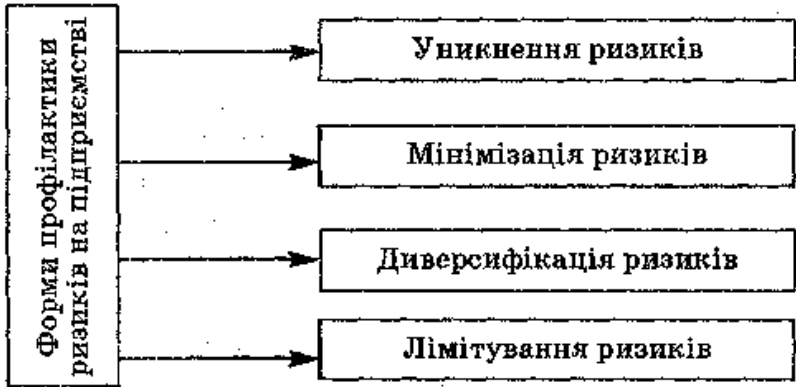 Форми профілактики
ризиків на підприємстві
Уникнення ризиків
Мінімізація ризиків
Диверсифікація ризиків
Лімітування ризиків